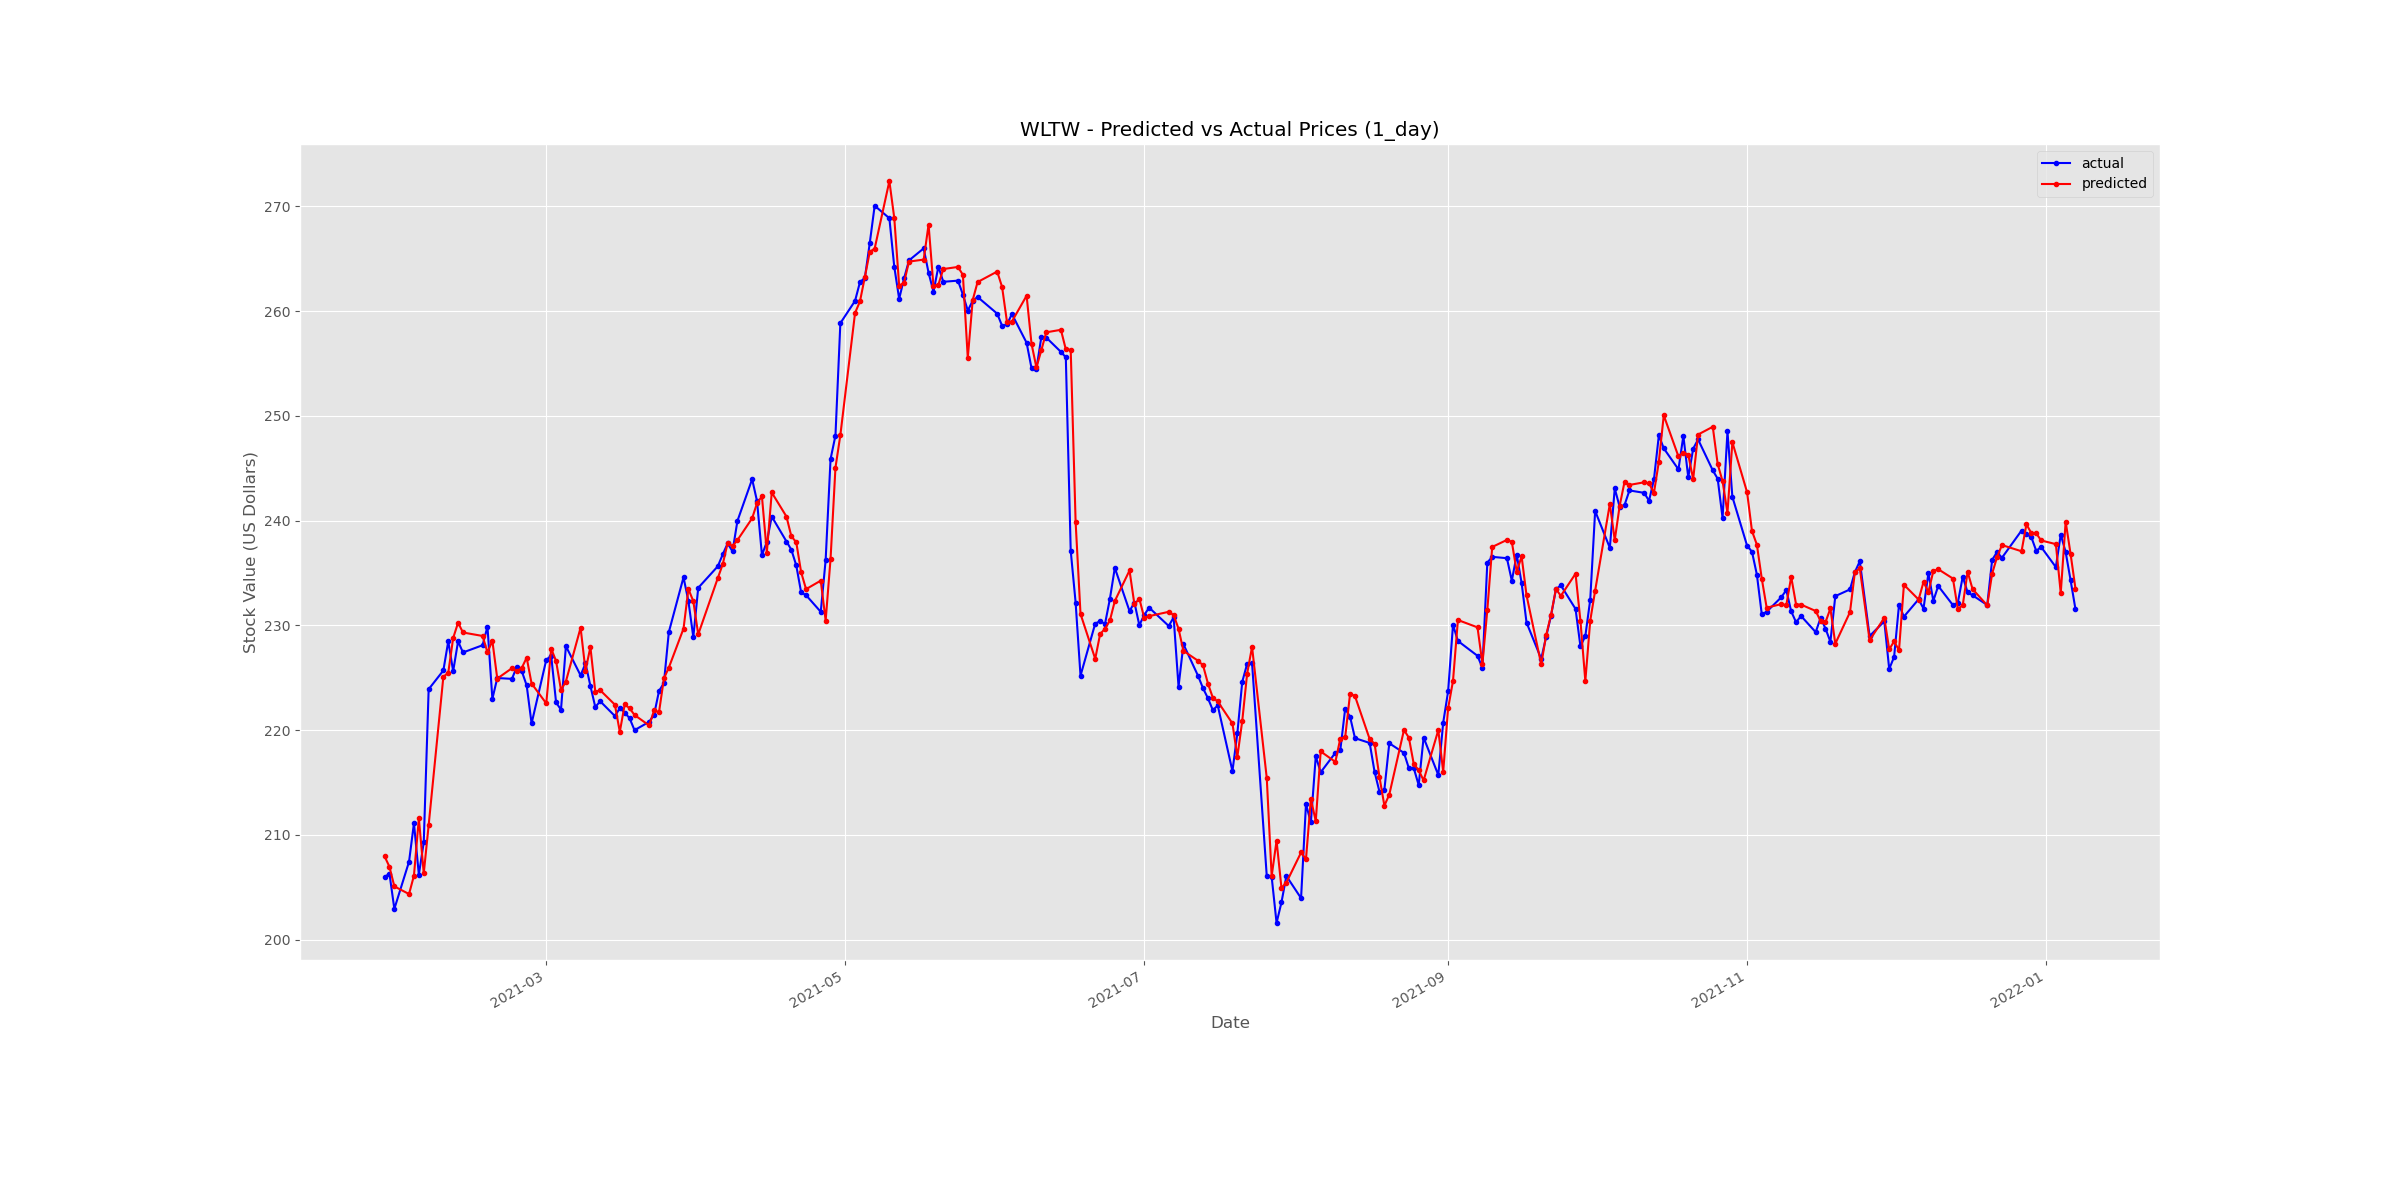 WLTW - Predicted vs Actual Prices (1_day)
actual
predicted
Stock Value (US Dollars)
270
260
250
240
230
220
210
200
2021-03
2021-05
2021-07
2021-09
2021-11
2022-01
Date